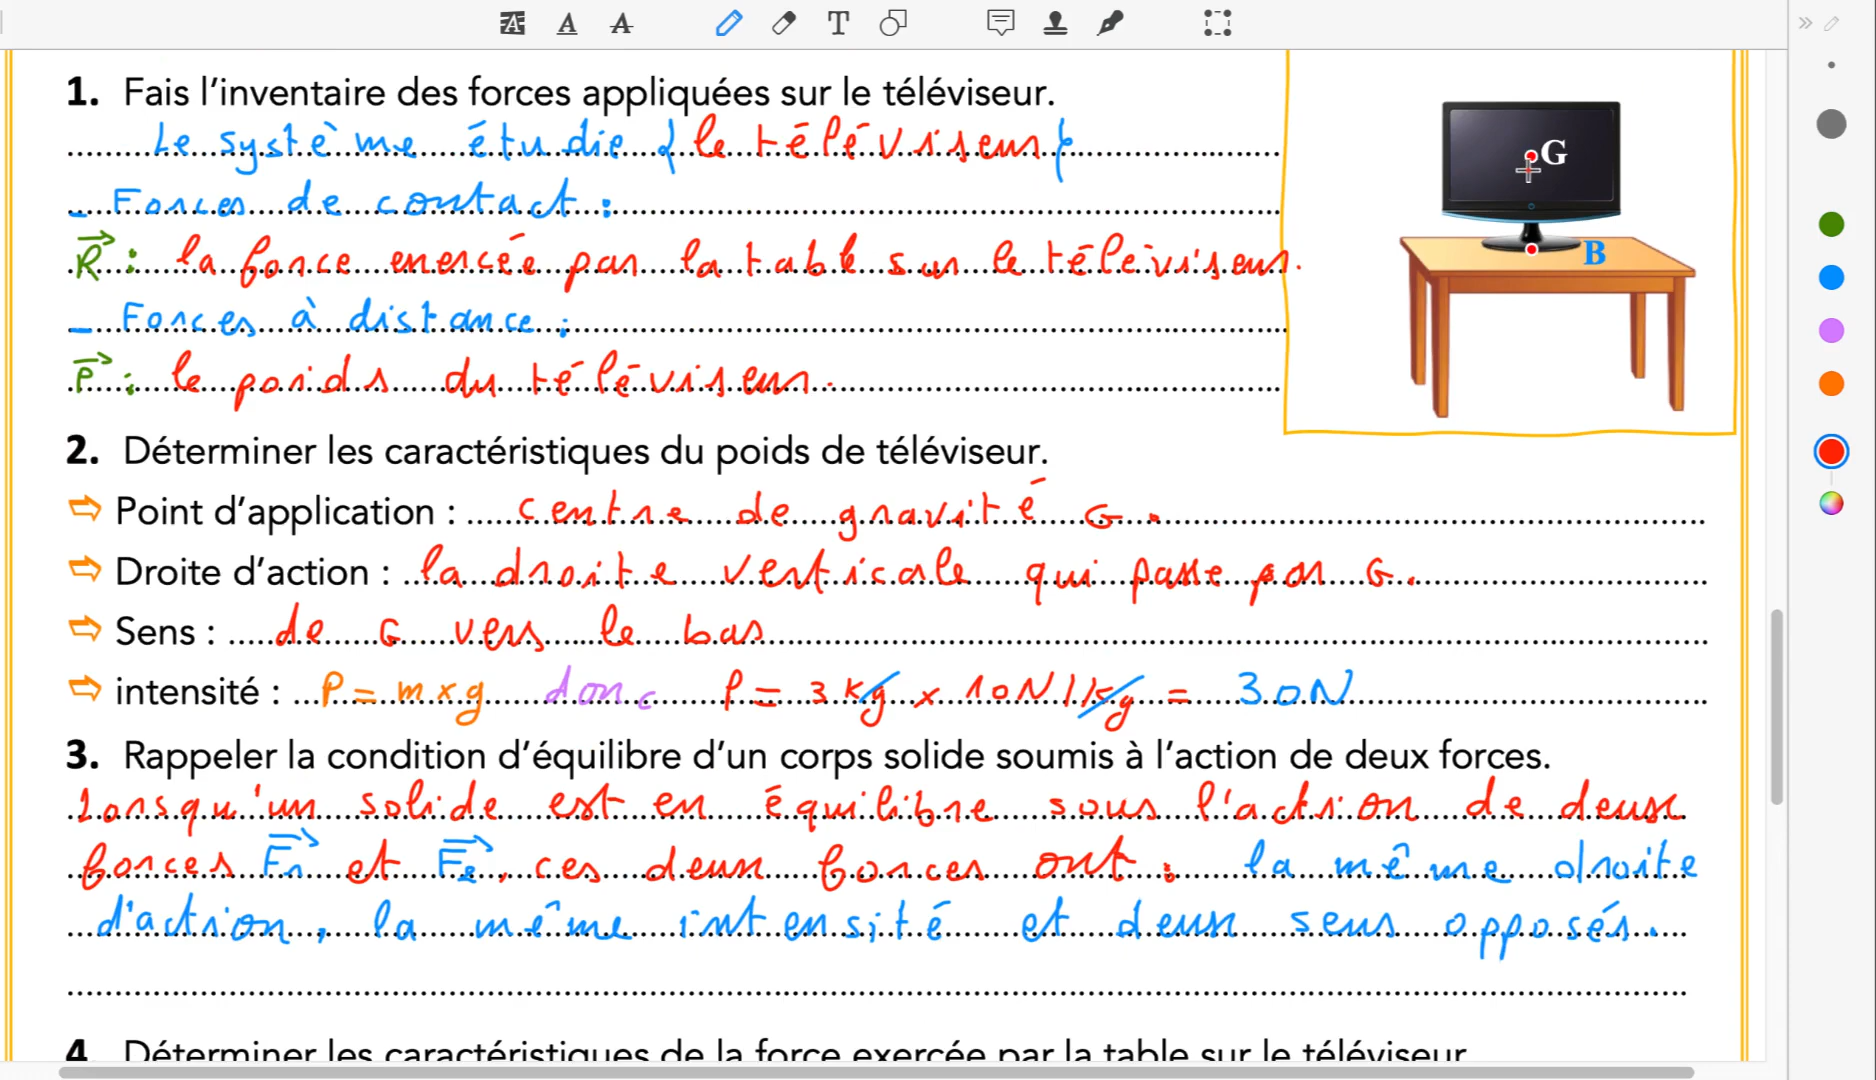 1. Fais l'inventaire des forces appliquées sur le téléviseur.
Le système étudie { le téléviseur }
- Forces de contact :
R : la force exercée par la table sur le téléviseur.
- Forces à distance :
P : le poids du téléviseur.
G
B
2. Déterminer les caractéristiques du poids de téléviseur.
⇨ Point d'application : centre de gravité G.
⇨ Droite d'action : la droite verticale qui passe par G.
⇨ Sens : de G vers le bas
⇨ intensité : P = m x g donc P = 3 kg x 10 N/kg = 30N
3. Rappeler la condition d'équilibre d'un corps solide soumis à l'action de deux forces.
Lorsqu'un solide est en équilibre sous l'action de deux
forces F1 et F2, ces deux forces ont : la même droite
d'action, la même intensité et deux sens opposés.
4. Déterminer les caractéristiques de la force exercée par la table sur le téléviseur